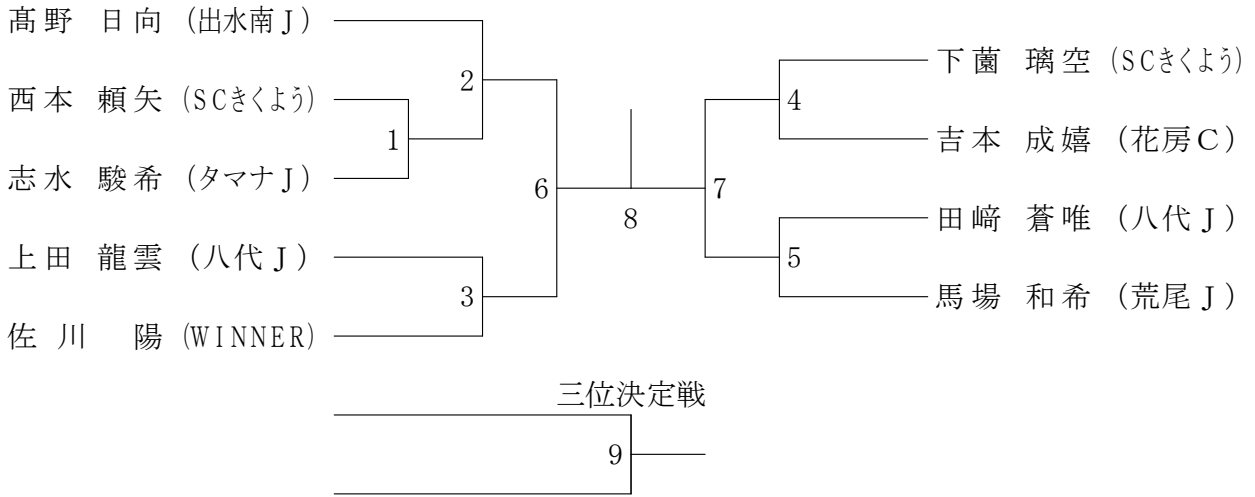 髙野 日向 (出水南J)
2
西本 頼矢 (SCきくよう)
1
志水 駿希 (タマナJ)
6
上田 龍雲 (八代J)
3
佐川 陽 (WINNER)
8
下薗 璃空 (SCきくよう)
4
吉本 成嬉 (花房C)
7
田﨑 蒼唯 (八代J)
5
馬場 和希 (荒尾J)
三位決定戦
9